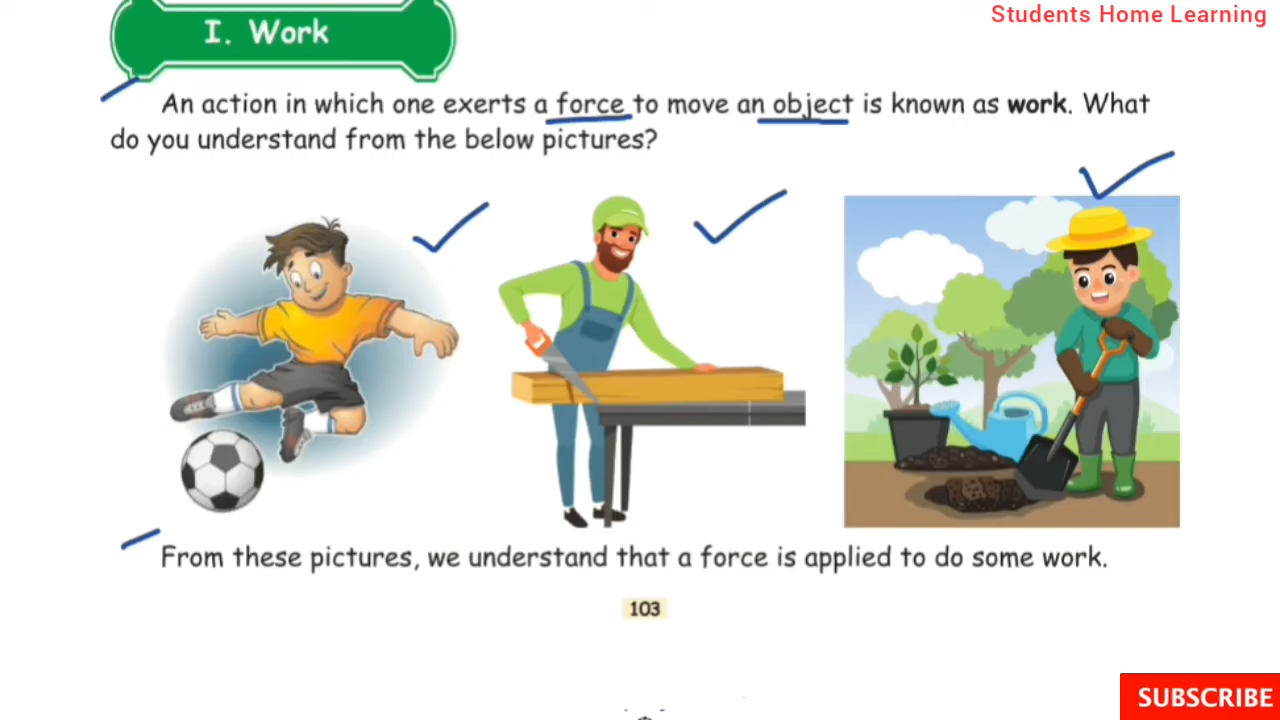 Students Home Learning
I. Work
An action in which one exerts a force to move an object is known as work. What
do you understand from the below pictures?
From these pictures, we understand that a force is applied to do some work.
103
SUBSCRIBE